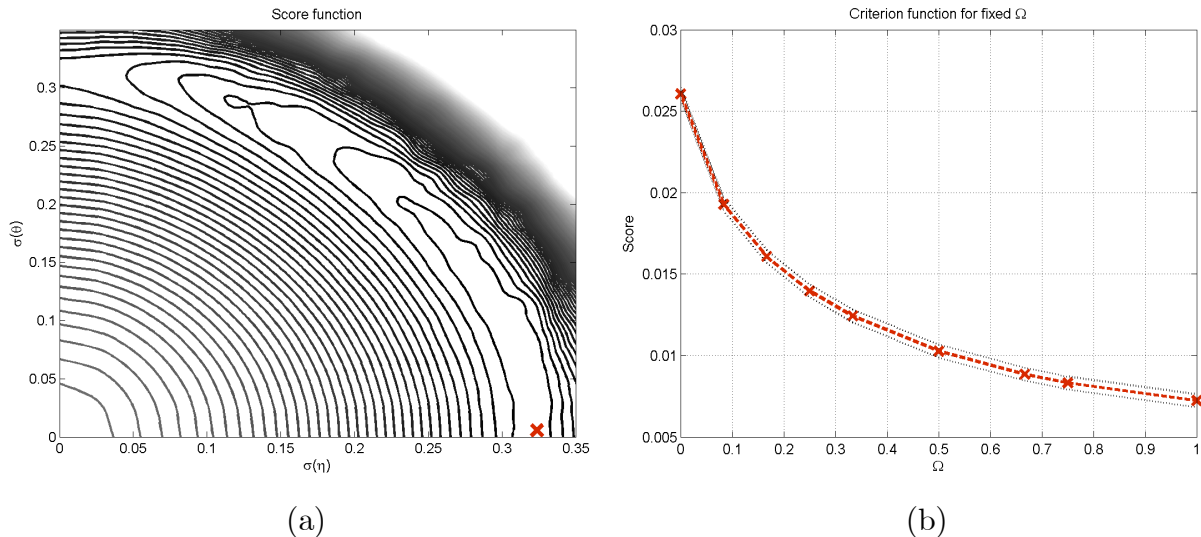 Score function
σ(θ)
0.3
0.25
0.2
0.15
0.1
0.05
0
0 0.05 0.1 0.15 0.2 0.25 0.3 0.35
σ(η)
(a)
Criterion function for fixed Ω
Score
0.03
0.025
0.02
0.015
0.01
0.005
0 0.1 0.2 0.3 0.4 0.5 0.6 0.7 0.8 0.9 1
Ω
(b)